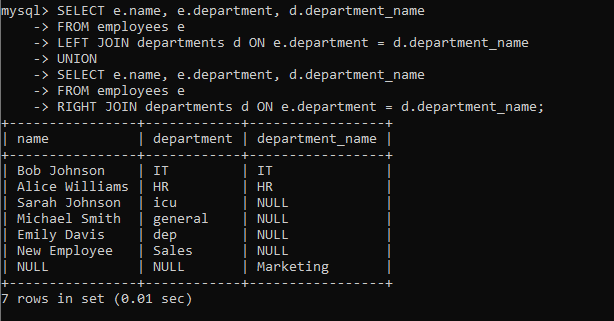 mysql> SELECT e.name, e.department, d.department_name
    -> FROM employees e
    -> LEFT JOIN departments d ON e.department = d.department_name
    -> UNION
    -> SELECT e.name, e.department, d.department_name
    -> FROM employees e
    -> RIGHT JOIN departments d ON e.department = d.department_name;
+----------------+------------+-----------------+
| name           | department | department_name |
+----------------+------------+-----------------+
| Bob Johnson    | IT         | IT              |
| Alice Williams | HR         | HR              |
| Sarah Johnson  | icu        | NULL            |
| Michael Smith  | general    | NULL            |
| Emily Davis    | dep        | NULL            |
| New Employee   | Sales      | NULL            |
| NULL           | NULL       | Marketing       |
+----------------+------------+-----------------+
7 rows in set (0.01 sec)